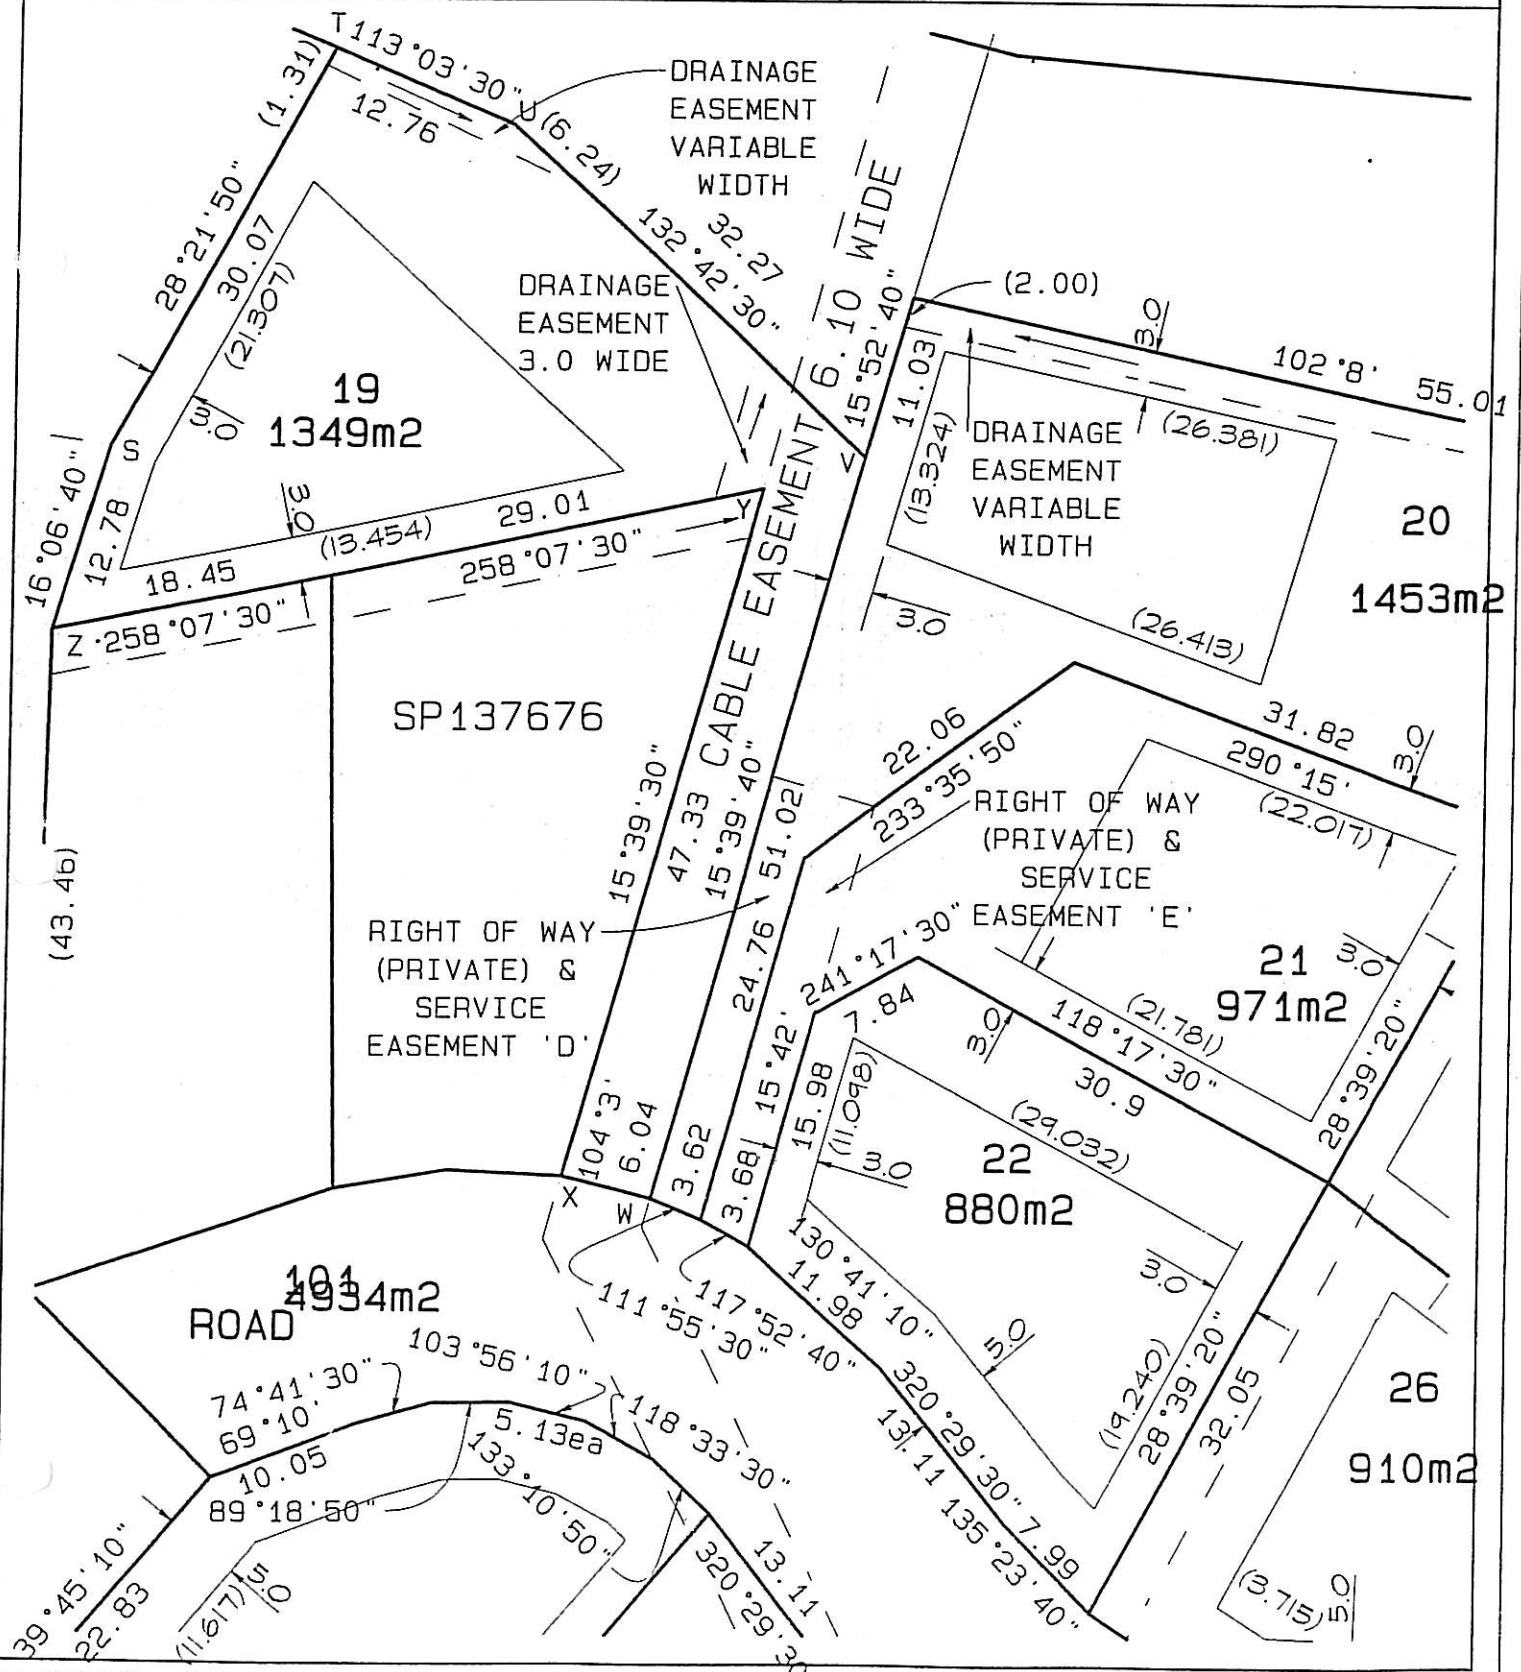 T 113°03'30"
(1.31)
12.76
U (6.24)
DRAINAGE
EASEMENT
VARIABLE
WIDTH
28°21'50"
30.07
(21.307)
32.27
132°42'30"
DRAINAGE
EASEMENT
3.0 WIDE
CABLE EASEMENT 6.10 WIDE
15°52'40"
(2.00)
3.0
102°8'
55.01
11.03
(13.324)
(26.381)
DRAINAGE
EASEMENT
VARIABLE
WIDTH
19
1349m2
3.0
S
16°06'40"
12.78
3.0
(13.454)
29.01
18.45
Y
258°07'30"
Z 258°07'30"
20
1453m2
3.0
(26.413)
SP137676
(43.46)
15°39'30"
47.33
15°39'40"
51.02
22.06
233°35'50"
31.82
290°15'
3.0
(22.017)
RIGHT OF WAY
(PRIVATE) &
SERVICE
EASEMENT 'E'
RIGHT OF WAY
(PRIVATE) &
SERVICE
EASEMENT 'D'
24.76
15°42'
241°17'30"
7.84
21
971m2
3.0
(21.781)
118°17'30"
30.9
3.0
28°39'20"
104°3'
6.04
3.62
3.68
15.98
(11.098)
3.0
(29.032)
22
880m2
X
W
111°55'30"
117°52'40"
130°41'10"
11.98
3.0
5.0
(19.240)
28°39'20"
32.05
101
4934m2
ROAD
103°56'10"
118°33'30"
74°41'30"
69°10'
10.05
89°18'50"
5.13ea
133°10'50"
320°29'30"
13.11
7.99
135°23'40"
26
910m2
(3.715)
5.0
39°45'10"
22.83
(11.617)
5.0
13.11
320°29'30